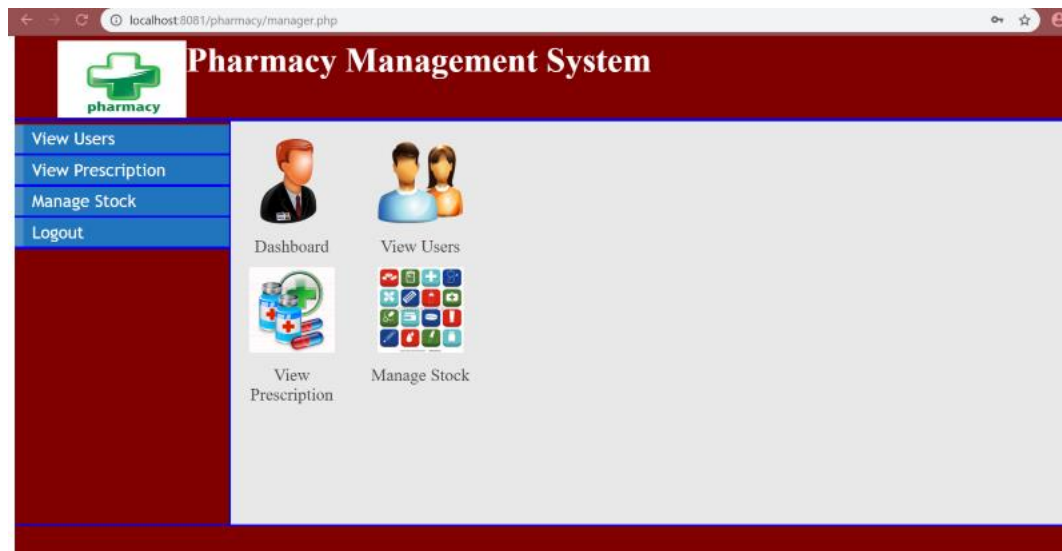 localhost:8081/pharmacy/manager.php
Pharmacy Management System
pharmacy
View Users
View Prescription
Manage Stock
Logout
Dashboard
View Users
View
Prescription
Manage Stock